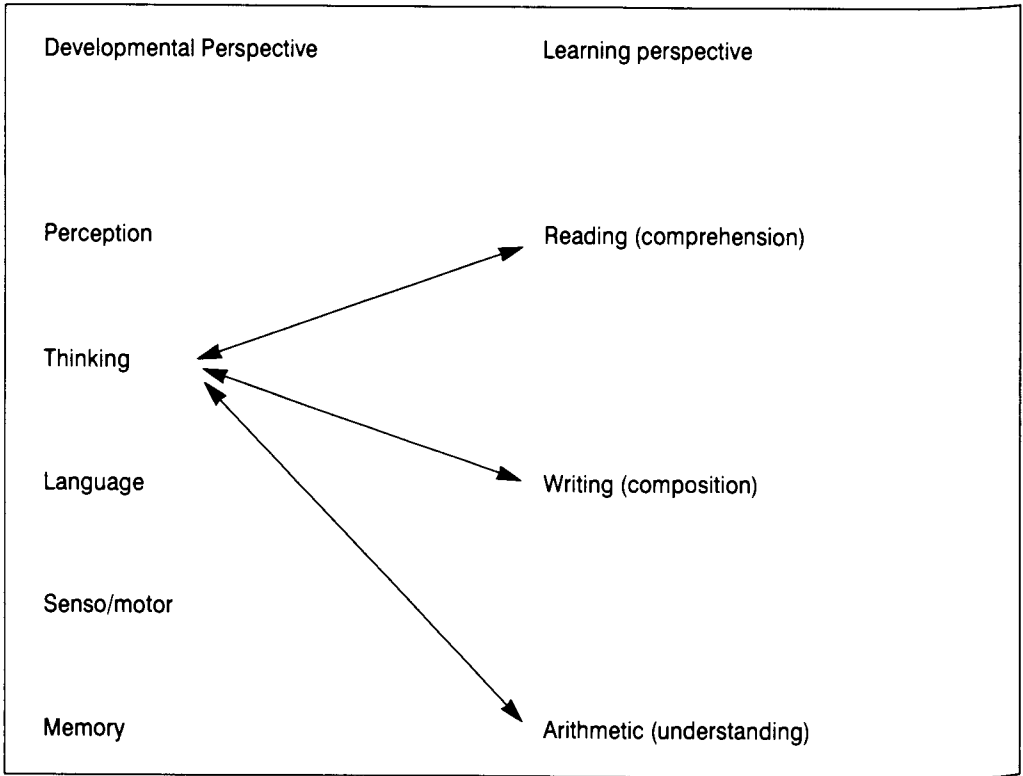 Developmental Perspective
Learning perspective
Perception
Reading (comprehension)
Thinking
Language
Writing (composition)
Senso/motor
Memory
Arithmetic (understanding)